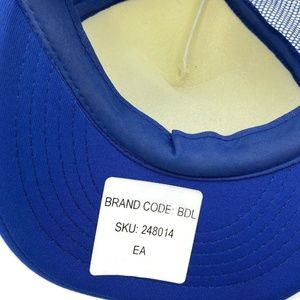 BRAND CODE: BDL
SKU: 248014
EA